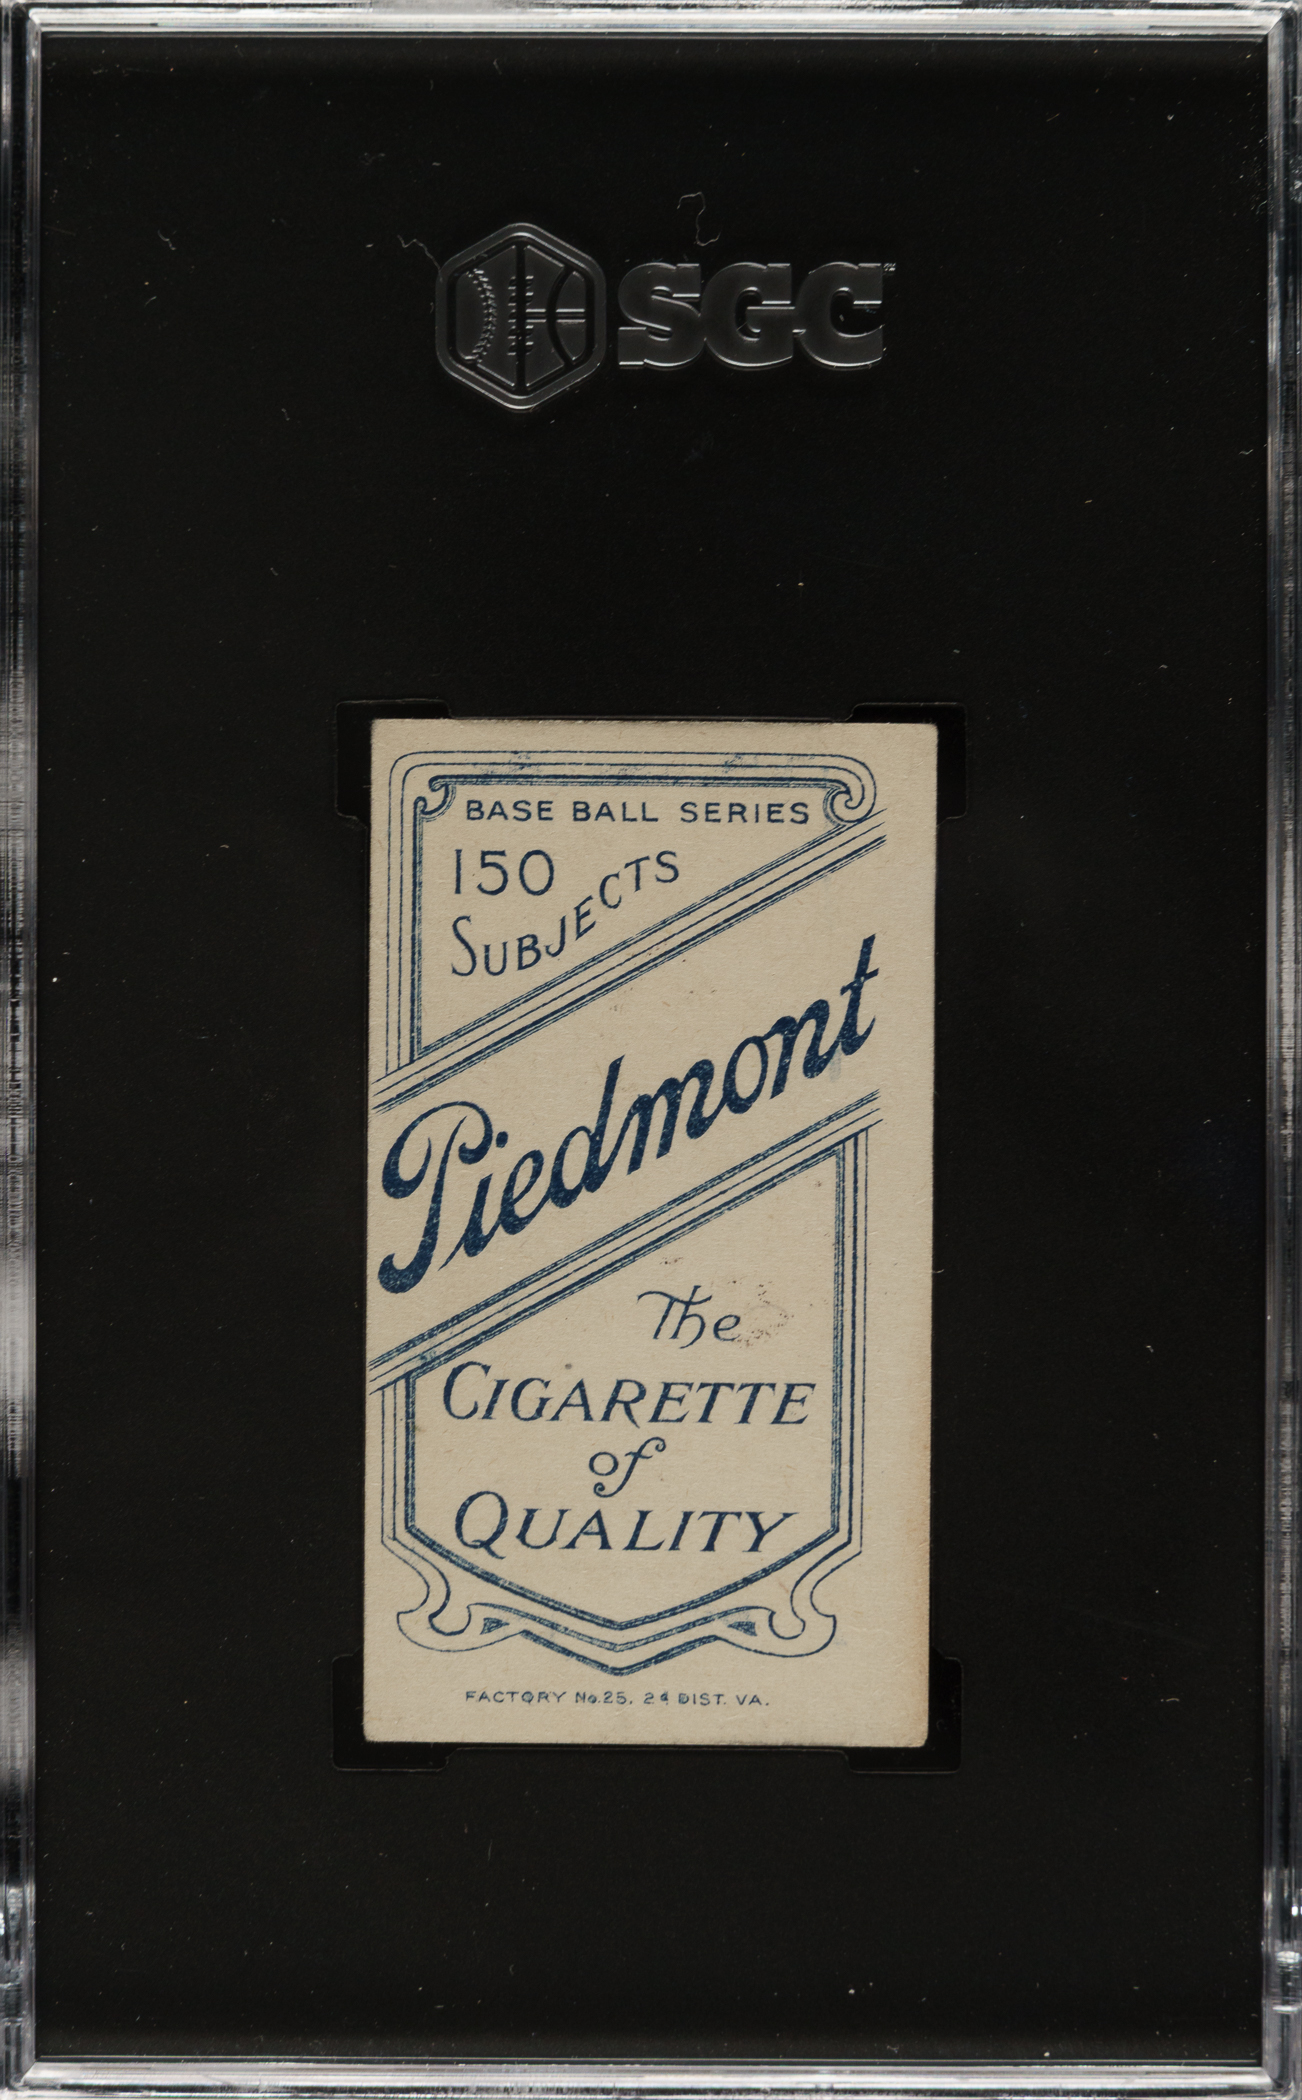 SGC
BASE BALL SERIES
150
SUBJECTS
Piedmont
The
CIGARETTE
of
QUALITY
FACTORY No. 25, 2d DIST. VA.